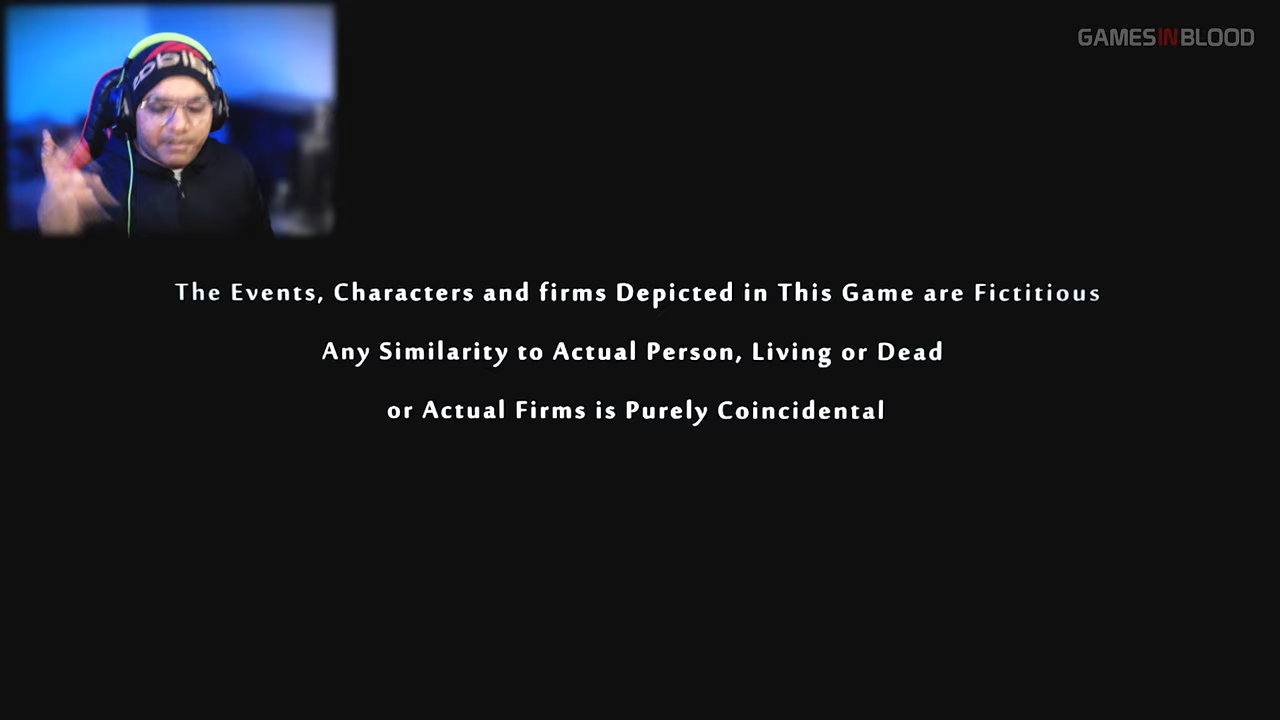 GAMESINBLOOD
The Events, Characters and firms Depicted in This Game are Fictitious
Any Similarity to Actual Person, Living or Dead
or Actual Firms is Purely Coincidental